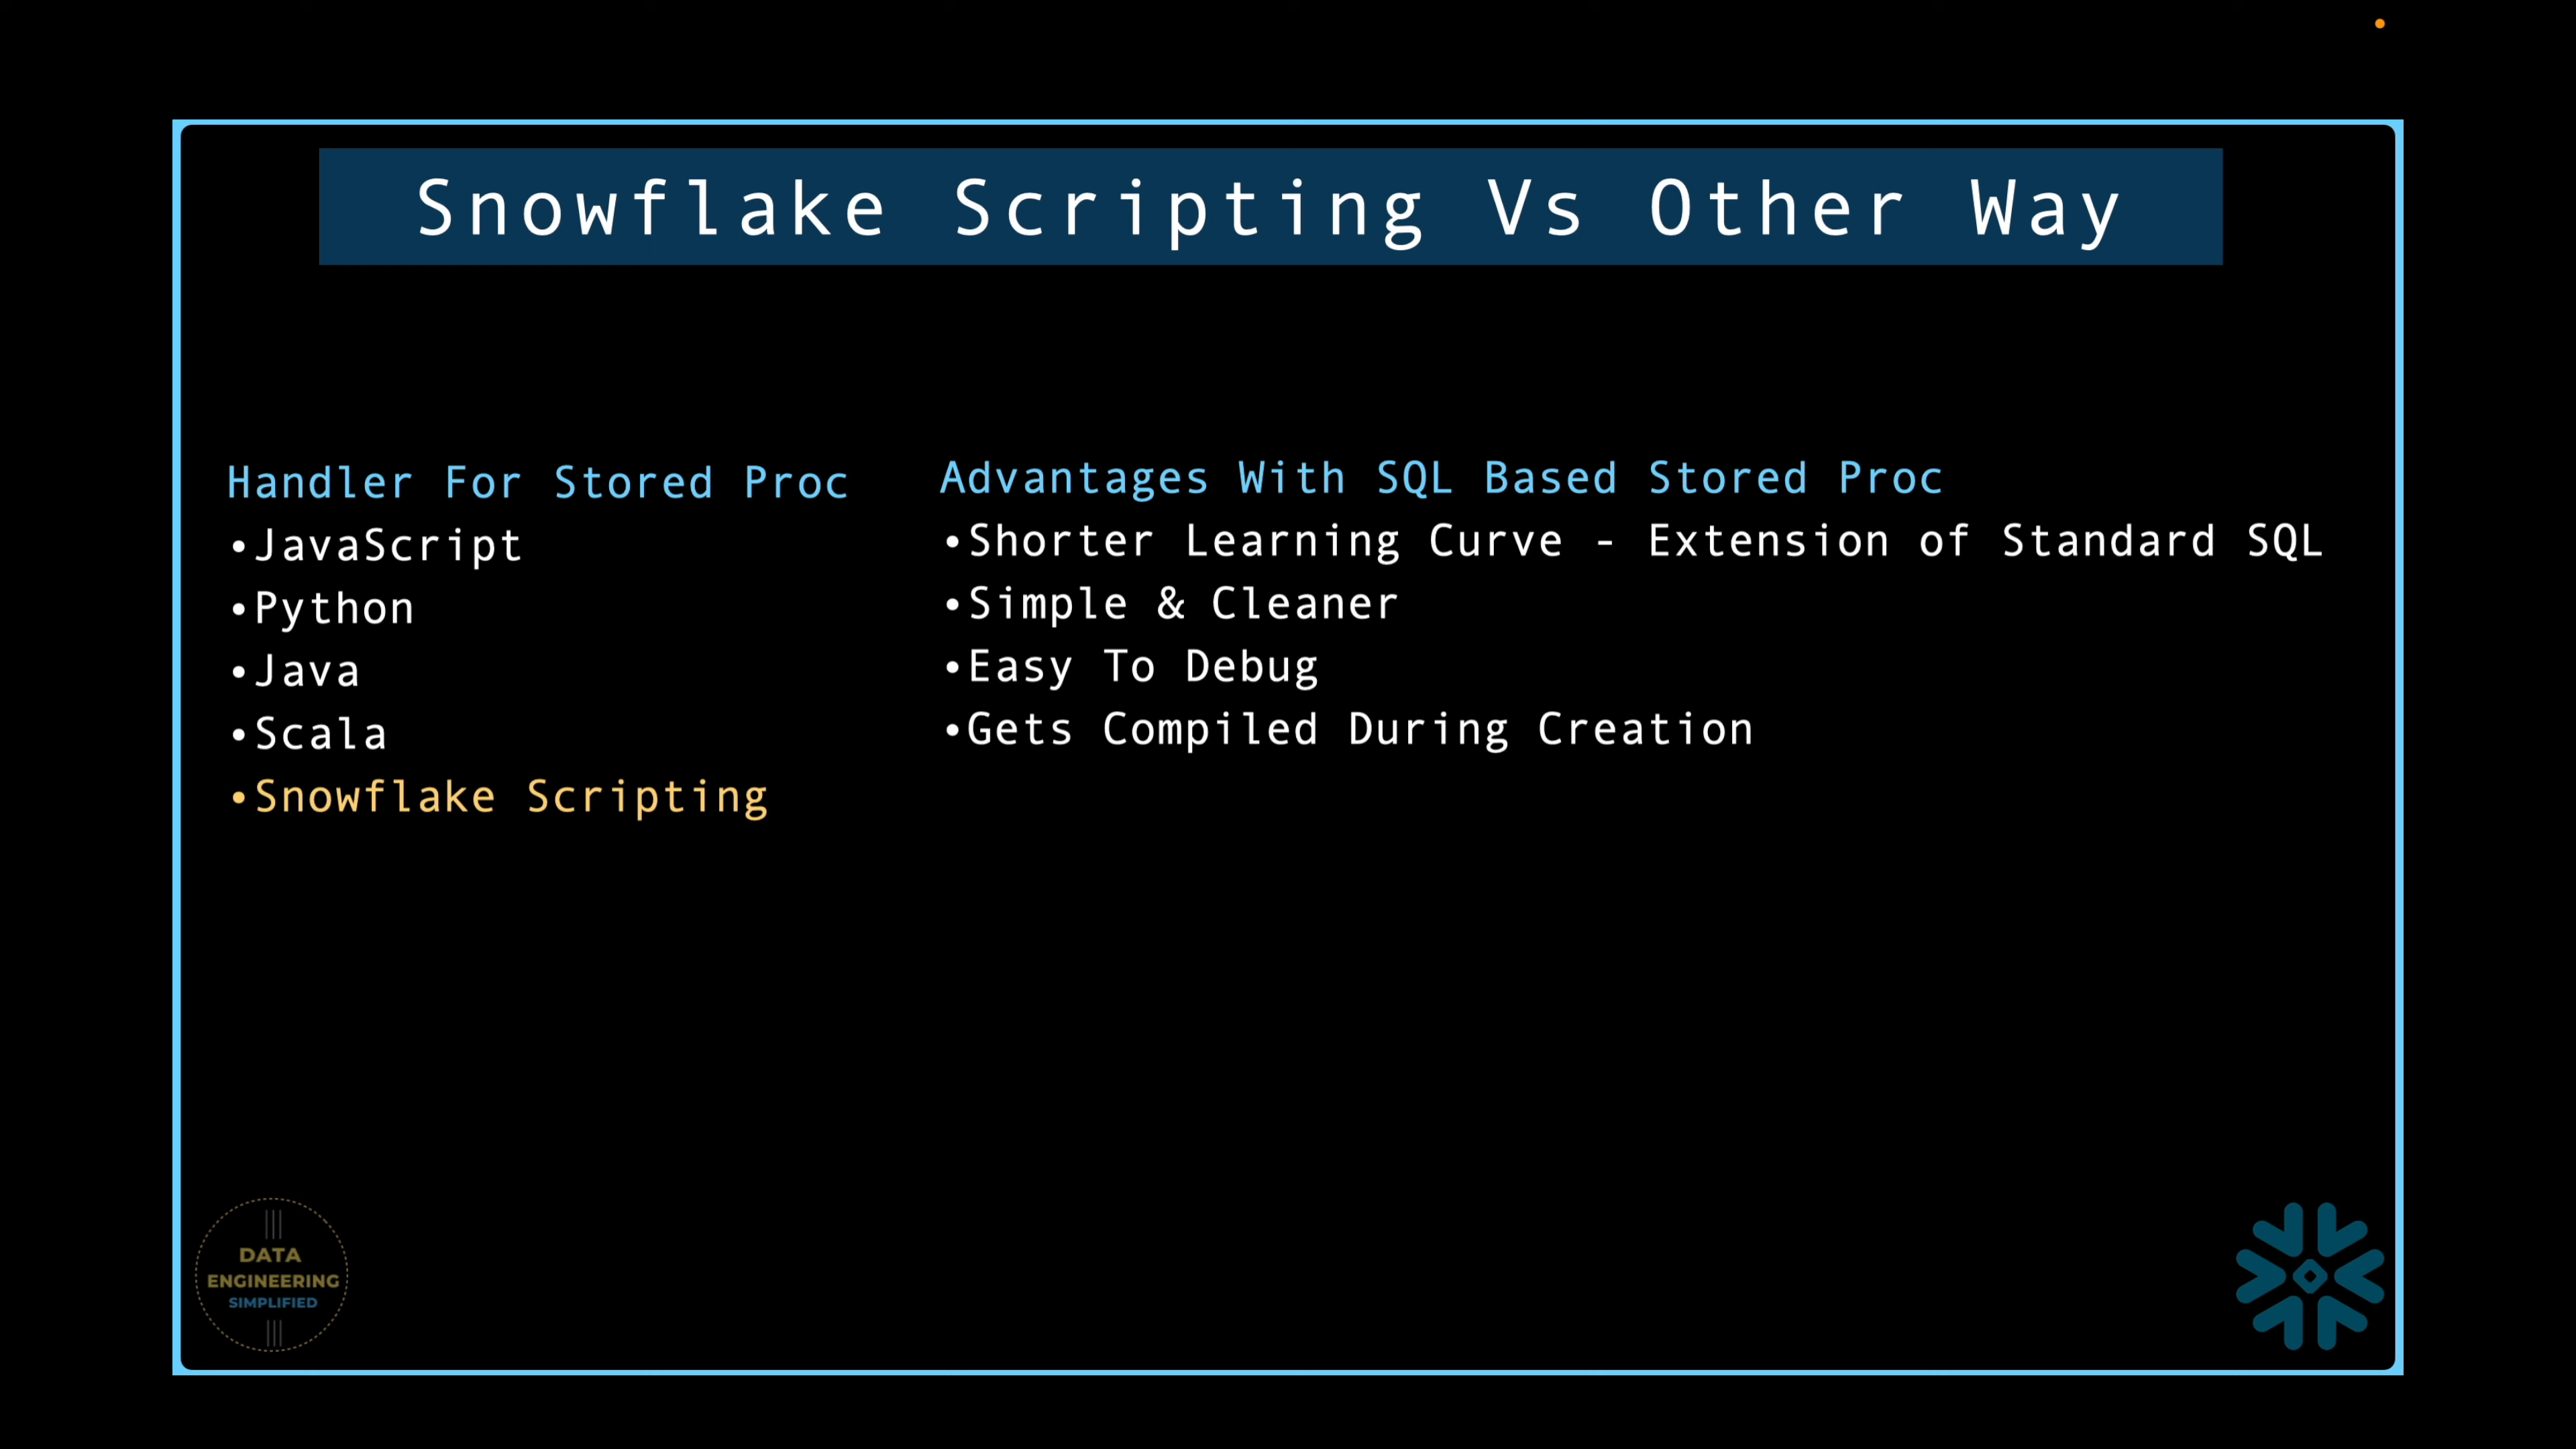 Snowflake Scripting Vs Other Way
Handler For Stored Proc
•JavaScript
•Python
•Java
•Scala
•Snowflake Scripting
Advantages With SQL Based Stored Proc
•Shorter Learning Curve - Extension of Standard SQL
•Simple & Cleaner
•Easy To Debug
•Gets Compiled During Creation
DATA
ENGINEERING
SIMPLIFIED